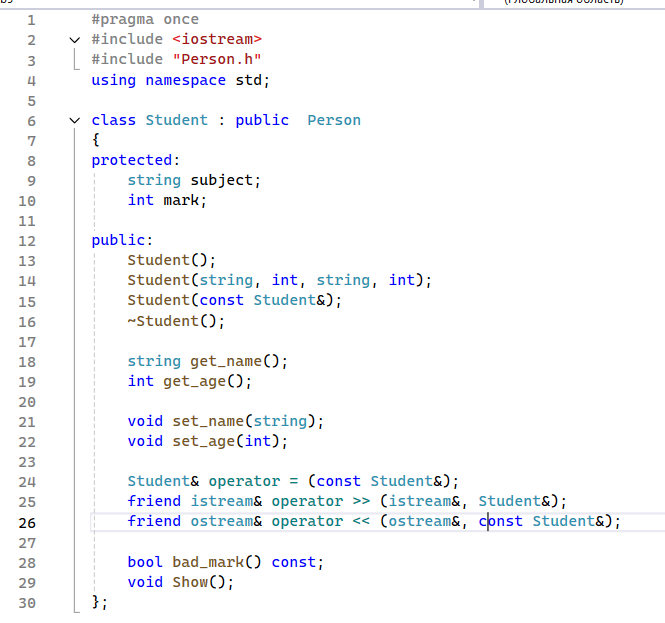 (Глобальная область)
1 #pragma once
2 #include <iostream>
3 #include "Person.h"
4 using namespace std;
5
6 class Student : public  Person
7 {
8 protected:
9     string subject;
10     int mark;
11
12 public:
13     Student();
14     Student(string, int, string, int);
15     Student(const Student&);
16     ~Student();
17
18     string get_name();
19     int get_age();
20
21     void set_name(string);
22     void set_age(int);
23
24     Student& operator = (const Student&);
25     friend istream& operator >> (istream&, Student&);
26     friend ostream& operator << (ostream&, const Student&);
27
28     bool bad_mark() const;
29     void Show();
30 };